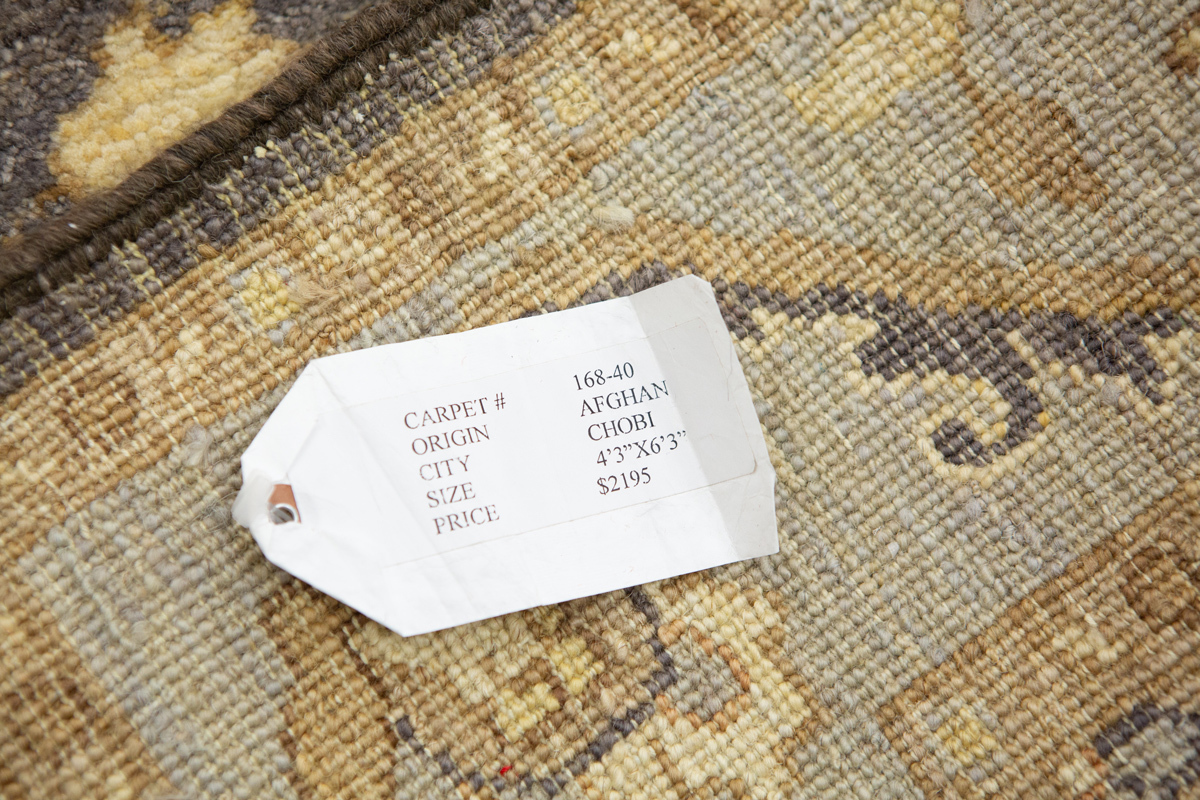 CARPET # 168-40
ORIGIN AFGHAN
CITY CHOBI
SIZE 4'3”X6'3”
PRICE $2195